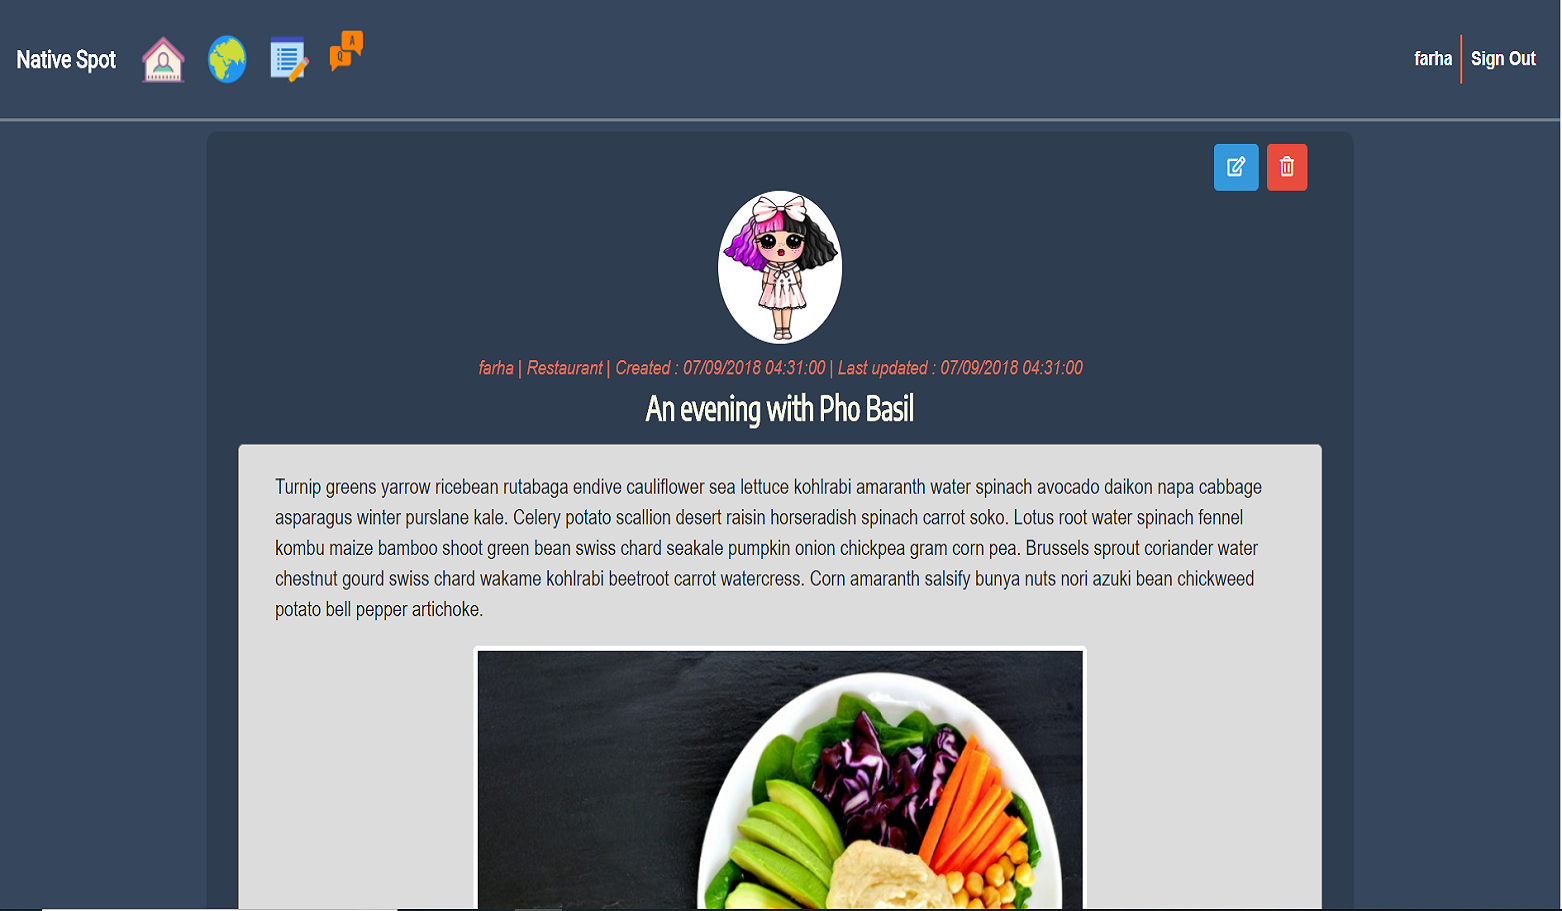 Native Spot
A
Q
farha
Sign Out
farha | Restaurant | Created : 07/09/2018 04:31:00 | Last updated : 07/09/2018 04:31:00
An evening with Pho Basil
Turnip greens yarrow ricebean rutabaga endive cauliflower sea lettuce kohlrabi amaranth water spinach avocado daikon napa cabbage
asparagus winter purslane kale. Celery potato scallion desert raisin horseradish spinach carrot soko. Lotus root water spinach fennel
kombu maize bamboo shoot green bean swiss chard seakale pumpkin onion chickpea gram corn pea. Brussels sprout coriander water
chestnut gourd swiss chard wakame kohlrabi beetroot carrot watercress. Corn amaranth salsify bunya nuts nori azuki bean chickweed
potato bell pepper artichoke.